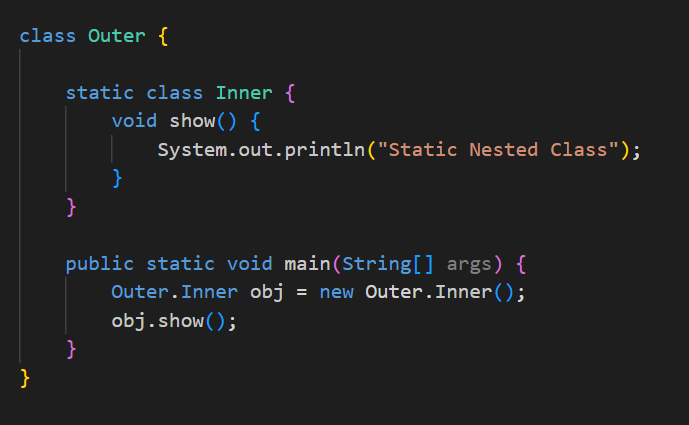 class Outer {
    static class Inner {
        void show() {
            System.out.println("Static Nested Class");
        }
    }
    public static void main(String[] args) {
        Outer.Inner obj = new Outer.Inner();
        obj.show();
    }
}